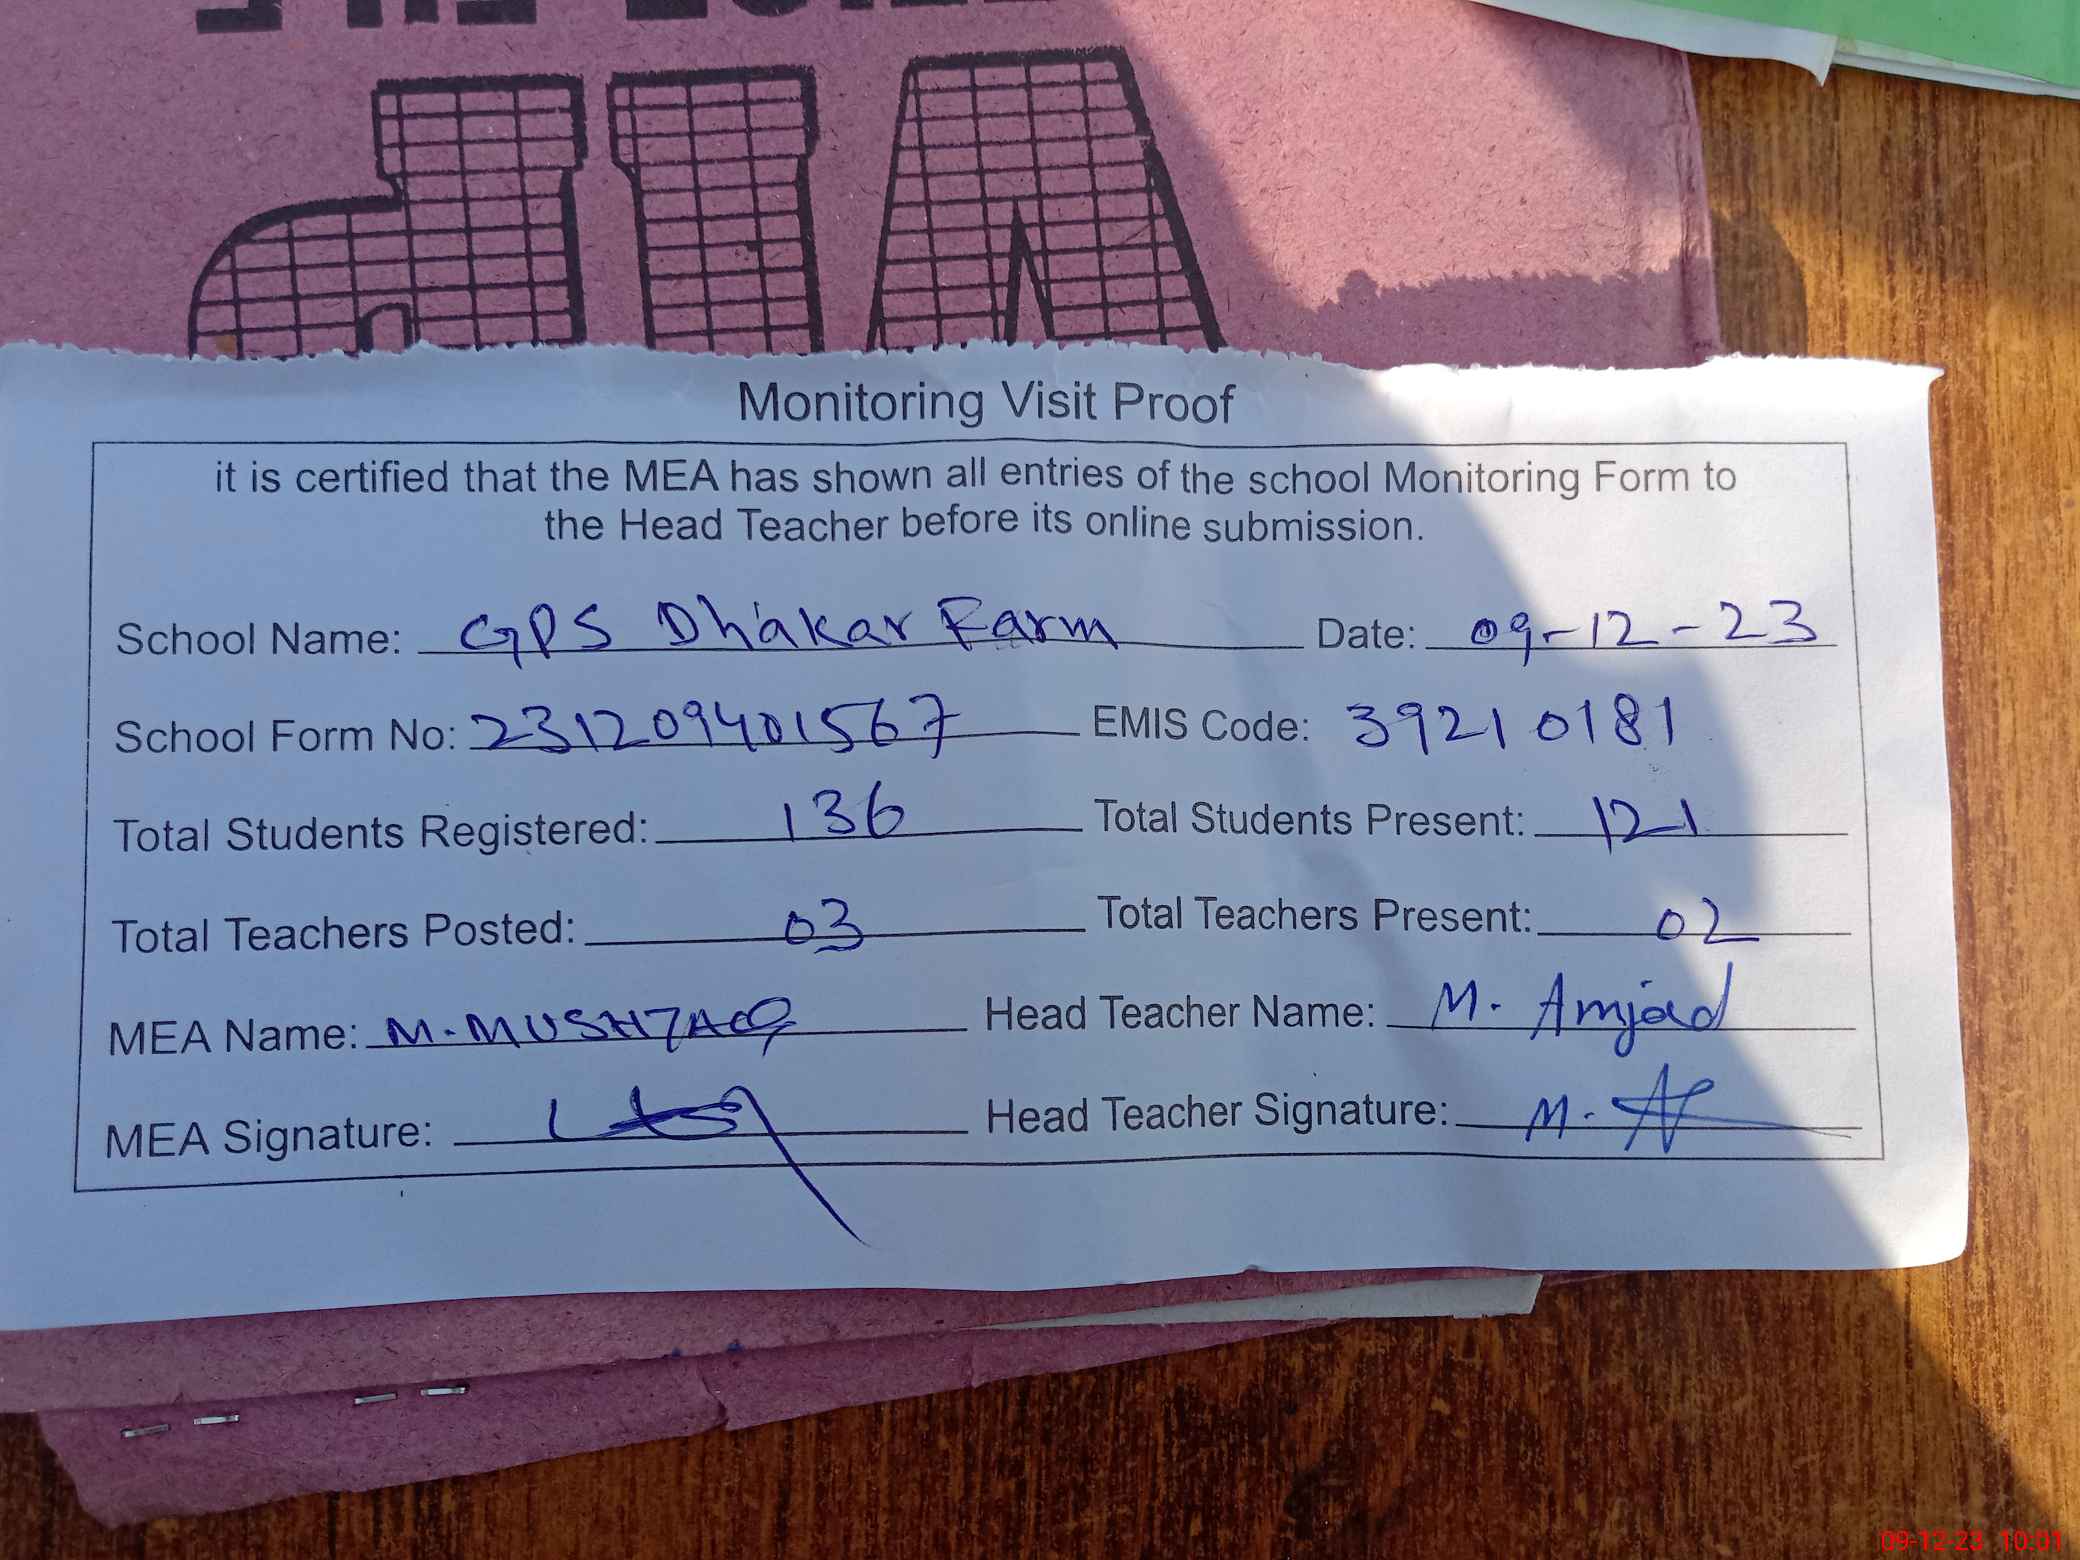 Monitoring Visit Proof
it is certified that the MEA has shown all entries of the school Monitoring Form to
the Head Teacher before its online submission.
School Name: GPS Dhakar Farm Date: 09-12-23
School Form No: 231209401567 EMIS Code: 39210181
Total Students Registered: 136 Total Students Present: 121
Total Teachers Posted: 03 Total Teachers Present: 02
MEA Name: M.MUSHTAQ Head Teacher Name: M. Amjad
MEA Signature: Head Teacher Signature: M.
09-12-23 10:01